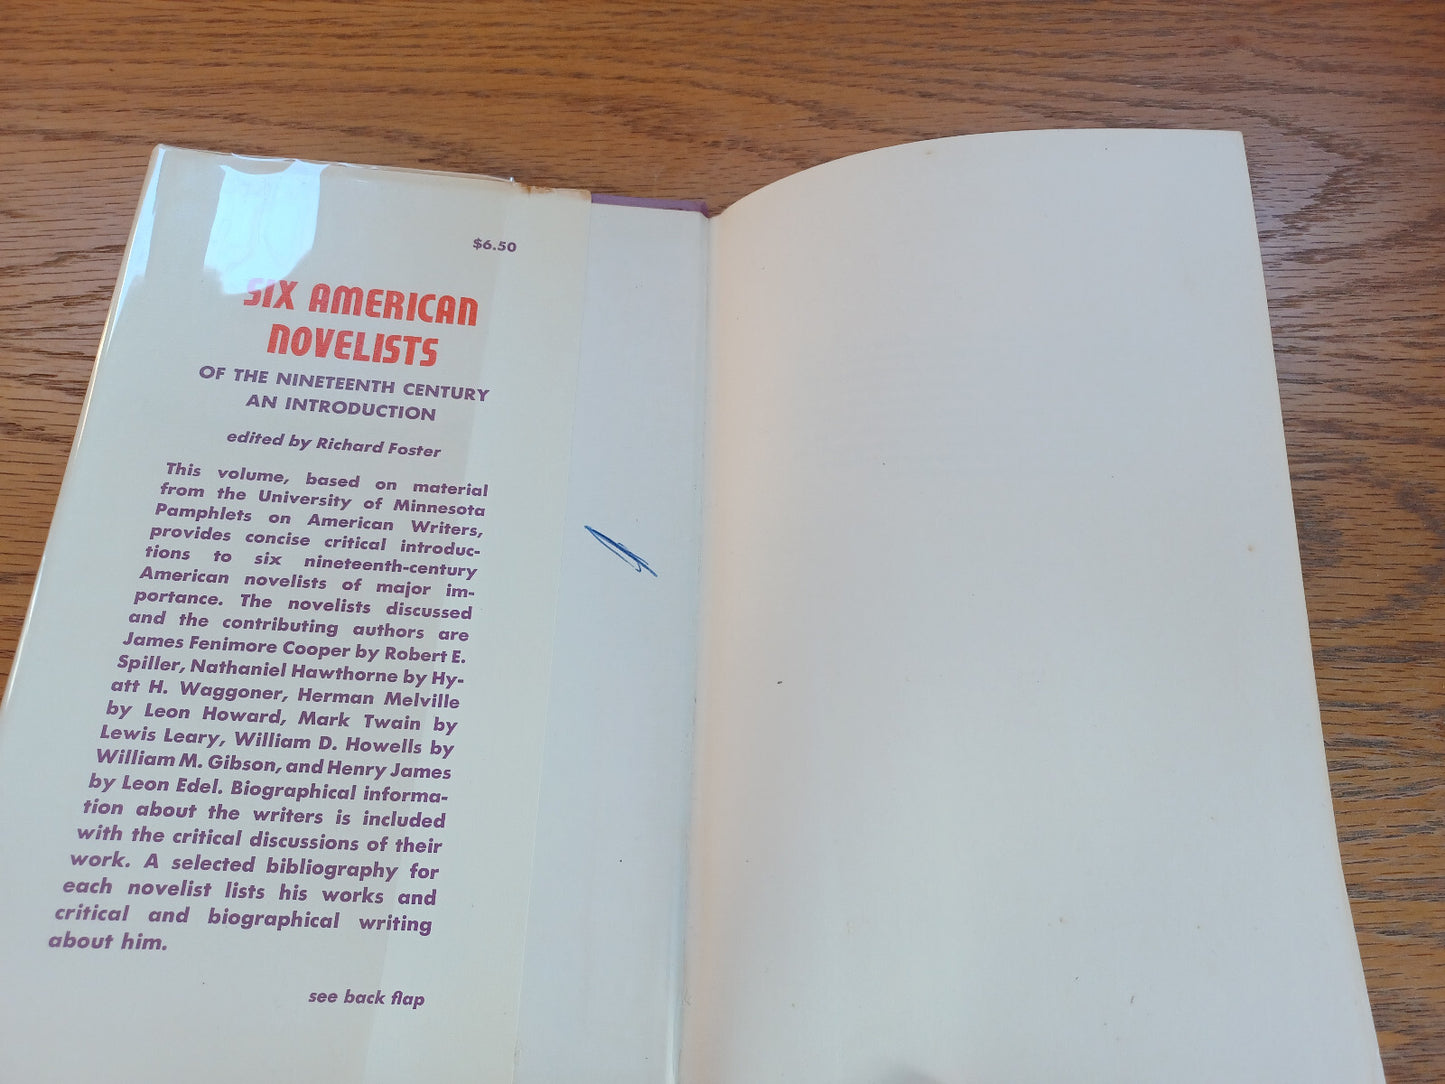 $6.50
SIX AMERICAN
NOVELISTS
OF THE NINETEENTH CENTURY
AN INTRODUCTION
edited by Richard Foster
This volume, based on material
from the University of Minnesota
Pamphlets on American Writers,
provides concise critical introduc-
tions to six nineteenth-century
American novelists of major im-
portance. The novelists discussed
and the contributing authors are
James Fenimore Cooper by Robert E.
Spiller, Nathaniel Hawthorne by Hy-
att H. Waggoner, Herman Melville
by Leon Howard, Mark Twain by
Lewis Leary, William D. Howells by
William M. Gibson, and Henry James
by Leon Edel. Biographical informa-
tion about the writers is included
with the critical discussions of their
work. A selected bibliography for
each novelist lists his works and
critical and biographical writing
about him.
see back flap